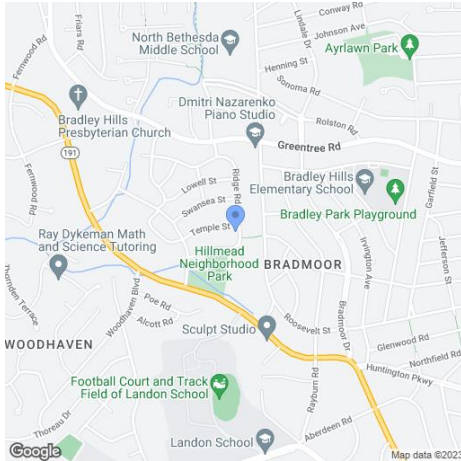 Conway Rd
Johnson Ave
Lindale Dr
Friars Rd
Fernwood Rd
North Bethesda
Middle School
Ayrlawn Park
Henning St
Sonoma Rd
Dmitri Nazarenko
Piano Studio
Rolston Rd
Bradley Hills
Presbyterian Church
Greentree Rd
191
Lowell St
Ridge Rd
Bradley Hills
Elementary School
Garfield St
Fernwood Rd
Swansea St
Bradley Park Playground
Temple St
Ray Dykeman Math
and Science Tutoring
Hillmead
Neighborhood
Park
BRADMOOR
Irvington Ave
Jefferson St
Thornden Terrace
Woodhaven Blvd
Poe Rd
Alcott Rd
Sculpt Studio
Roosevelt St
Bradmoor Dr
WOODHAVEN
Glenwood Rd
Northfield Rd
Huntington Pkwy
Football Court and Track
Field of Landon School
Rayburn Rd
Thoreau Dr
Landon School
Aberdeen Rd
Google
Map data ©2023